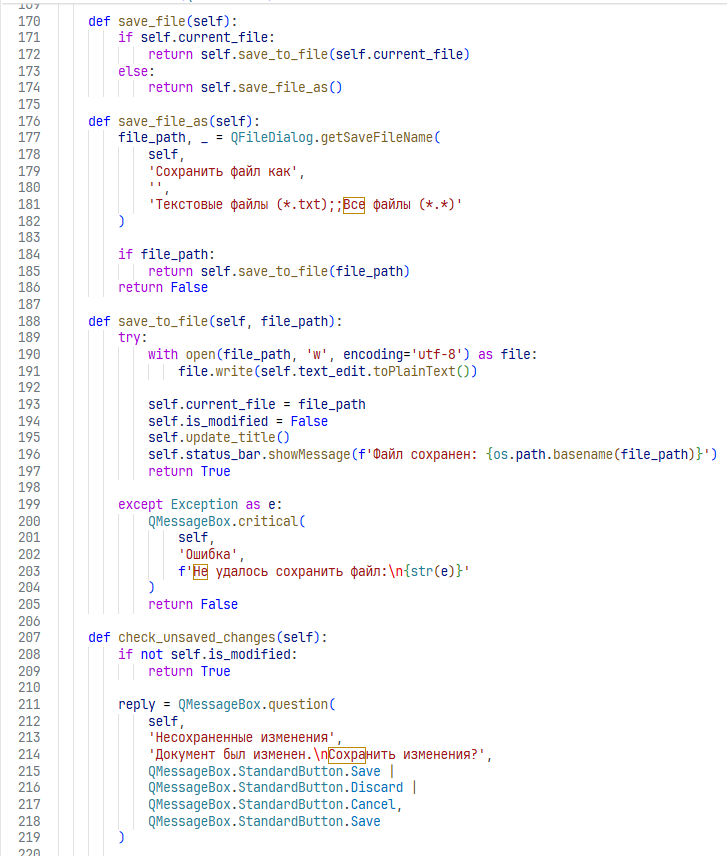 170     def save_file(self):
171         if self.current_file:
172             return self.save_to_file(self.current_file)
173         else:
174             return self.save_file_as()
175
176     def save_file_as(self):
177         file_path, _ = QFileDialog.getSaveFileName(
178             self,
179             'Сохранить файл как',
180             '',
181             'Текстовые файлы (*.txt);;Все файлы (*.*)'
182         )
183
184         if file_path:
185             return self.save_to_file(file_path)
186         return False
187
188     def save_to_file(self, file_path):
189         try:
190             with open(file_path, 'w', encoding='utf-8') as file:
191                 file.write(self.text_edit.toPlainText())
192
193             self.current_file = file_path
194             self.is_modified = False
195             self.update_title()
196             self.status_bar.showMessage(f'Файл сохранен: {os.path.basename(file_path)}')
197             return True
198
199         except Exception as e:
200             QMessageBox.critical(
201                 self,
202                 'Ошибка',
203                 f'Не удалось сохранить файл:\n{str(e)}'
204             )
205             return False
206
207     def check_unsaved_changes(self):
208         if not self.is_modified:
209             return True
210
211         reply = QMessageBox.question(
212             self,
213             'Несохраненные изменения',
214             'Документ был изменен.\nСохранить изменения?',
215             QMessageBox.StandardButton.Save |
216             QMessageBox.StandardButton.Discard |
217             QMessageBox.StandardButton.Cancel,
218             QMessageBox.StandardButton.Save
219         )